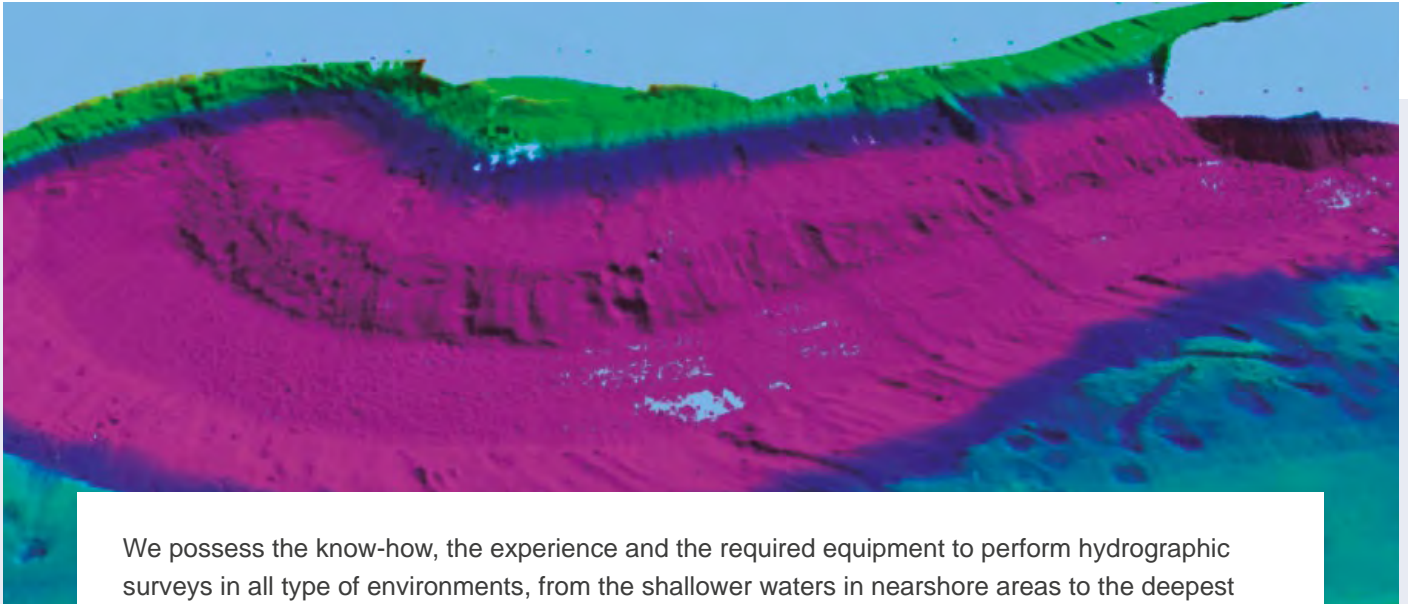 We possess the know-how, the experience and the required equipment to perform hydrographic
surveys in all type of environments, from the shallower waters in nearshore areas to the deepest